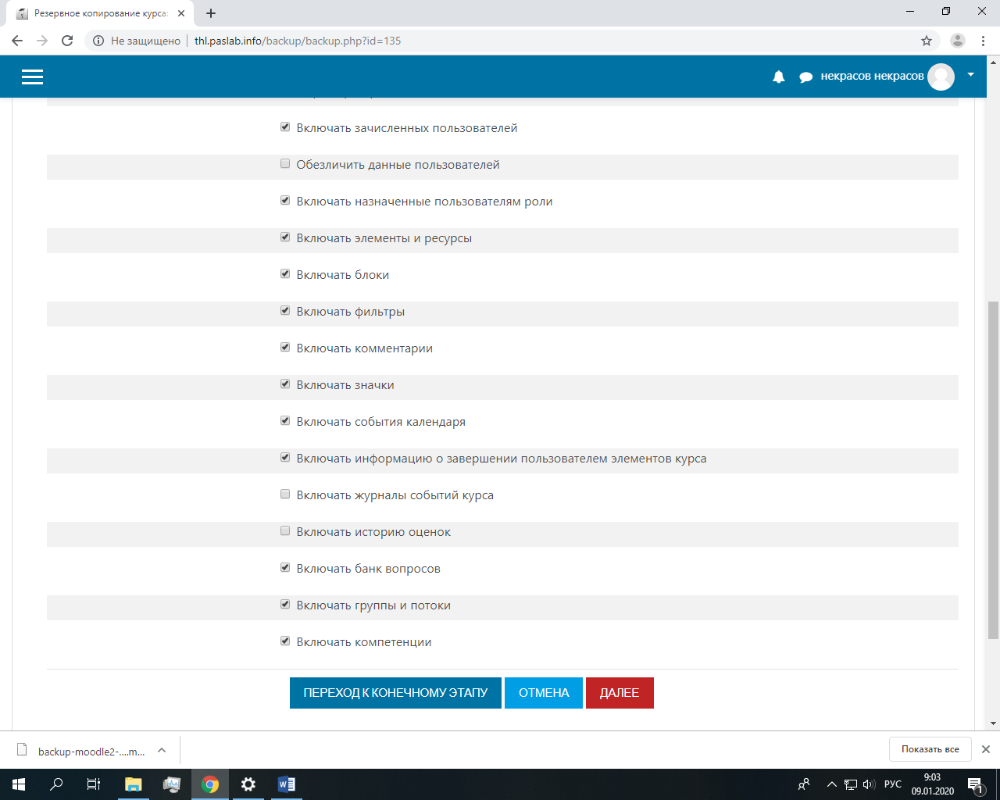 Резервное копирование курса:
Не защищено
thl.paslab.info/backup/backup.php?id=135
некрасов некрасов
Включать зачисленных пользователей
Обезличить данные пользователей
Включать назначенные пользователям роли
Включать элементы и ресурсы
Включать блоки
Включать фильтры
Включать комментарии
Включать значки
Включать события календаря
Включать информацию о завершении пользователем элементов курса
Включать журналы событий курса
Включать историю оценок
Включать банк вопросов
Включать группы и потоки
Включать компетенции
ПЕРЕХОД К КОНЕЧНОМУ ЭТАПУ
ОТМЕНА
ДАЛЕЕ
backup-moodle2-....m...
Показать все
РУС
9:03
09.01.2020
1